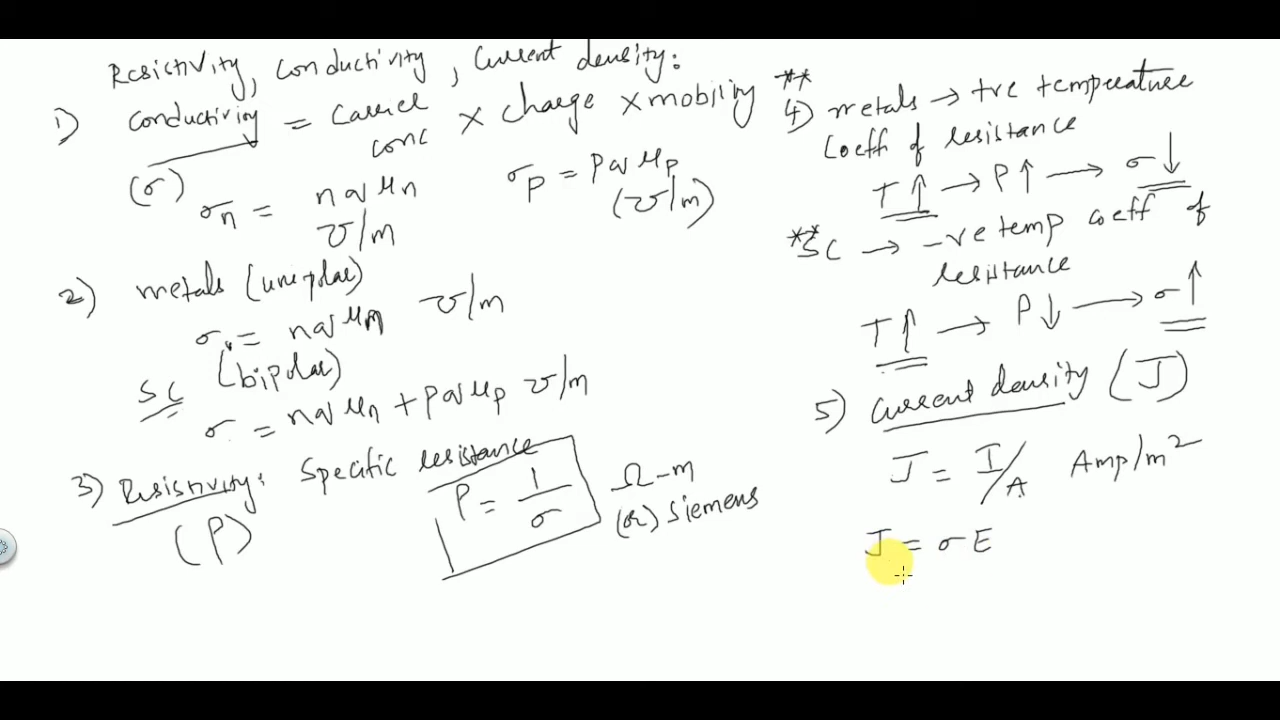 Resistivity, conductivity, Current density:
1) conductivity = Carrier conc × charge × mobility
(σ)
σn = nqμn ℧/m
σp = pqμp (℧/m)
2) metals (unipolar)
σ = nqμn ℧/m
SC (bipolar)
σ = nqμn + pqμp ℧/m
3) Resistivity: Specific resistance
(ρ)
ρ = 1/σ Ω-m
(or) Siemens
**
4) metals → +ve temperature
Coeff of resistance
T↑ → ρ↑ → σ↓
**SC → -ve temp coeff of
resistance
T↑ → ρ↓ → σ↑
5) Current density (J)
J = I/A Amp/m²
J = σE